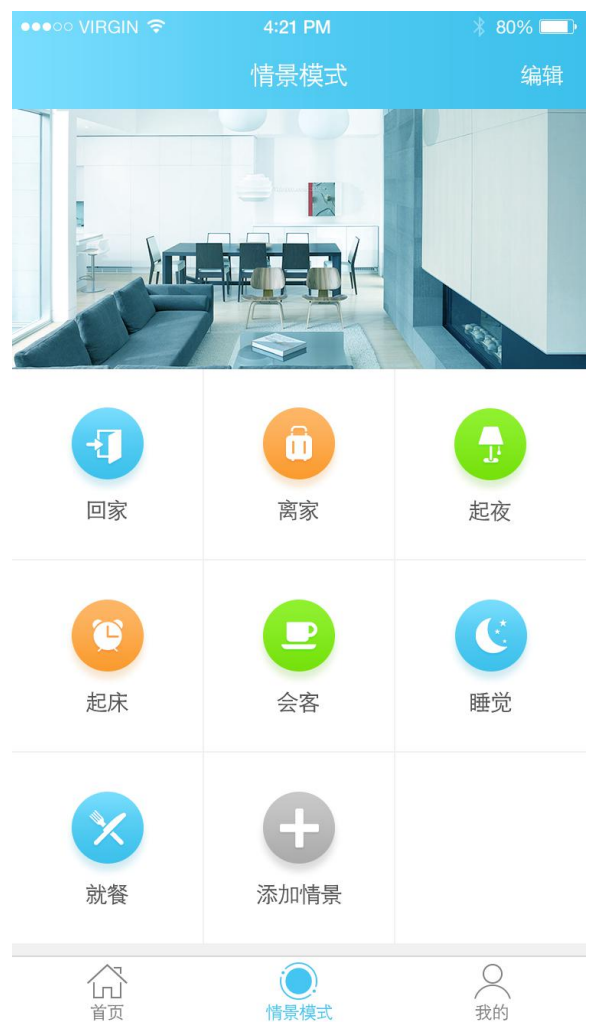 VIRGIN 4:21 PM 80%
情景模式 编辑
回家 离家 起夜
起床 会客 睡觉
就餐 添加情景
首页 情景模式 我的